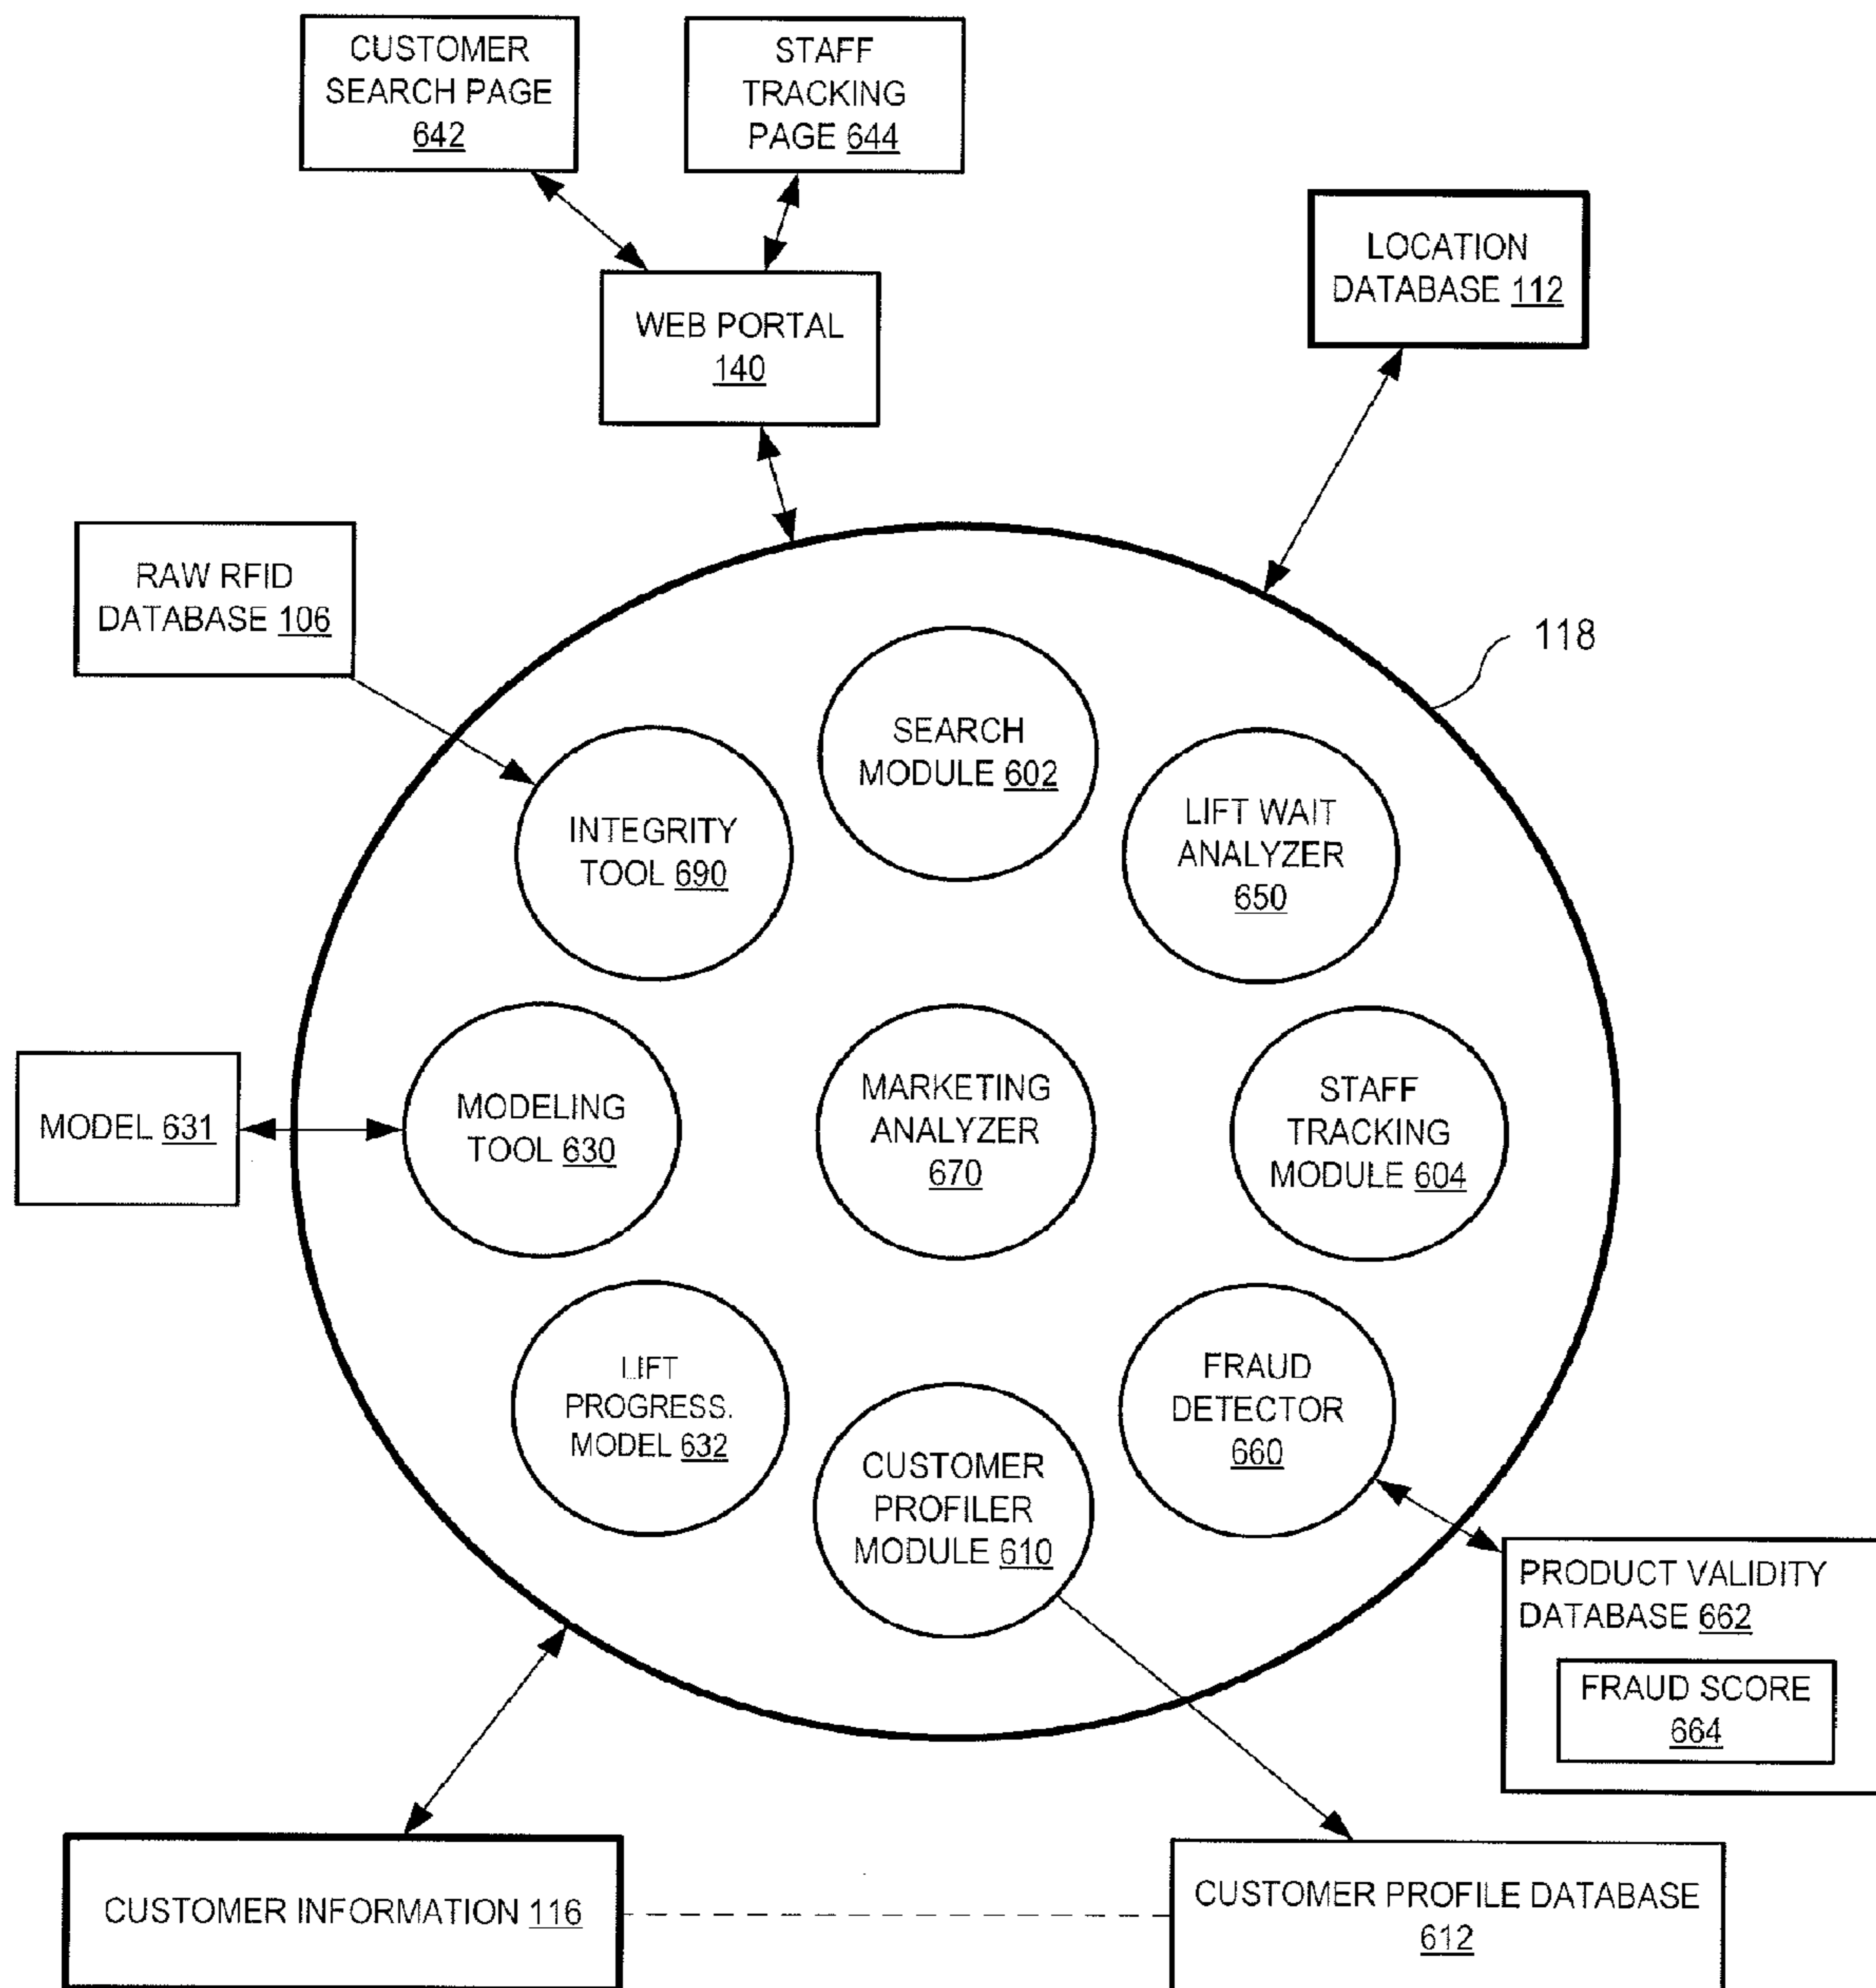 CUSTOMER
SEARCH PAGE
642
STAFF
TRACKING
PAGE 644
LOCATION
DATABASE 112
WEB PORTAL
140
RAW RFID
DATABASE 106
118
SEARCH
MODULE 602
INTEGRITY
TOOL 690
LIFT WAIT
ANALYZER
650
MODEL 631
MODELING
TOOL 630
MARKETING
ANALYZER
670
STAFF
TRACKING
MODULE 604
LIFT
PROGRESS.
MODEL 632
CUSTOMER
PROFILER
MODULE 610
FRAUD
DETECTOR
660
PRODUCT VALIDITY
DATABASE 662
FRAUD SCORE
664
CUSTOMER INFORMATION 116
CUSTOMER PROFILE DATABASE
612